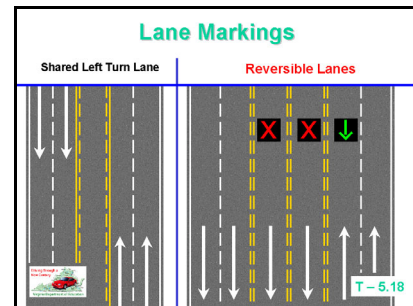 Lane Markings
Shared Left Turn Lane
Reversible Lanes
X X
T – 5.18